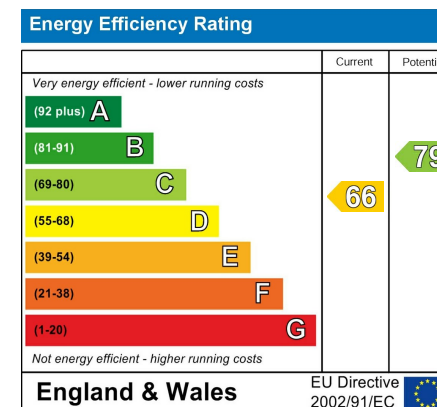 Energy Efficiency Rating
Current
Very energy efficient - lower running costs
(92 plus) A
(81-91) B
79
(69-80) C
66
(55-68) D
(39-54) E
(21-38) F
(1-20) G
Not energy efficient - higher running costs
England & Wales
EU Directive
2002/91/EC